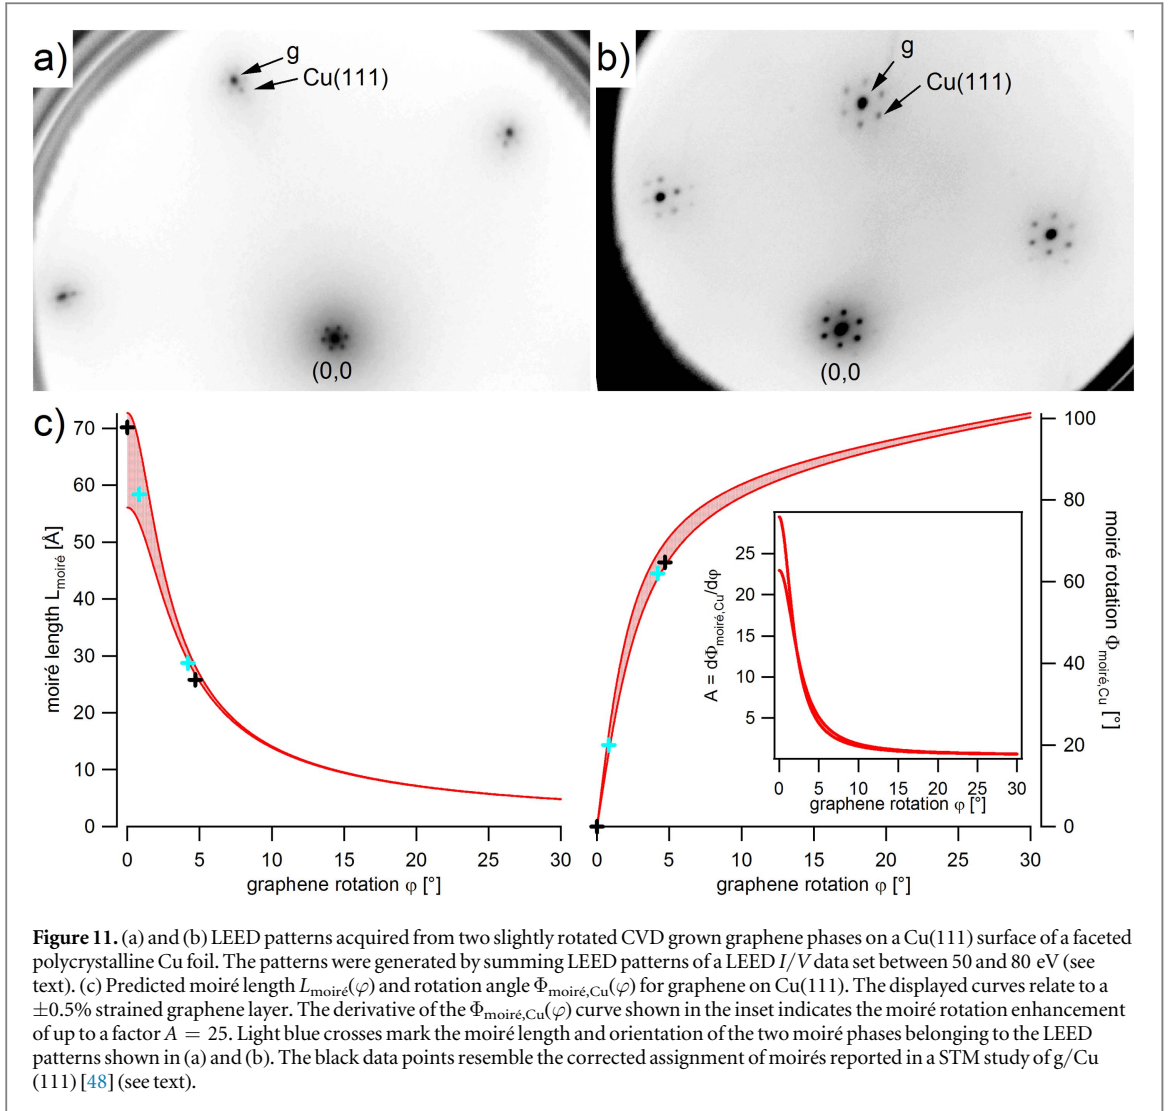 a)
g
Cu(111)
(0,0
b)
g
Cu(111)
(0,0
c)
70
60
50
40
30
20
10
0
moiré length Lmoiré [Å]
0 5 10 15 20 25 30
graphene rotation φ [°]
100
80
60
40
20
0
moiré rotation Φmoiré,Cu [°]
0 5 10 15 20 25 30
graphene rotation φ [°]
25
20
15
10
5
A = dΦmoiré,Cu/dφ
0 5 10 15 20 25 30
graphene rotation φ [°]
Figure 11. (a) and (b) LEED patterns acquired from two slightly rotated CVD grown graphene phases on a Cu(111) surface of a faceted
polycrystalline Cu foil. The patterns were generated by summing LEED patterns of a LEED I/V data set between 50 and 80 eV (see
text). (c) Predicted moiré length Lmoiré(φ) and rotation angle Φmoiré,Cu(φ) for graphene on Cu(111). The displayed curves relate to a
±0.5% strained graphene layer. The derivative of the Φmoiré,Cu(φ) curve shown in the inset indicates the moiré rotation enhancement
of up to a factor A = 25. Light blue crosses mark the moiré length and orientation of the two moiré phases belonging to the LEED
patterns shown in (a) and (b). The black data points resemble the corrected assignment of moirés reported in a STM study of g/Cu
(111) [48] (see text).